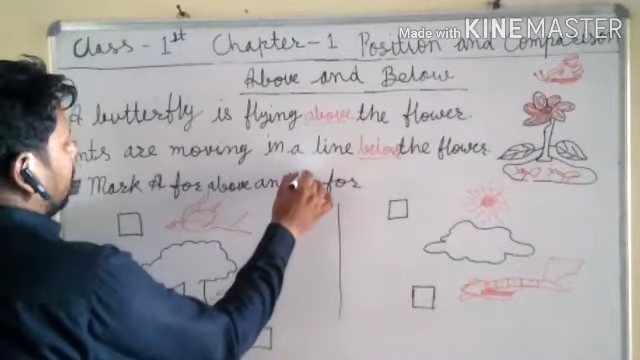 Made with KINEMASTER
Class - 1st Chapter - 1 Position and Comparison
Above and Below
A butterfly is flying above the flower.
are moving in a line below the flower.
Mark A for above an for